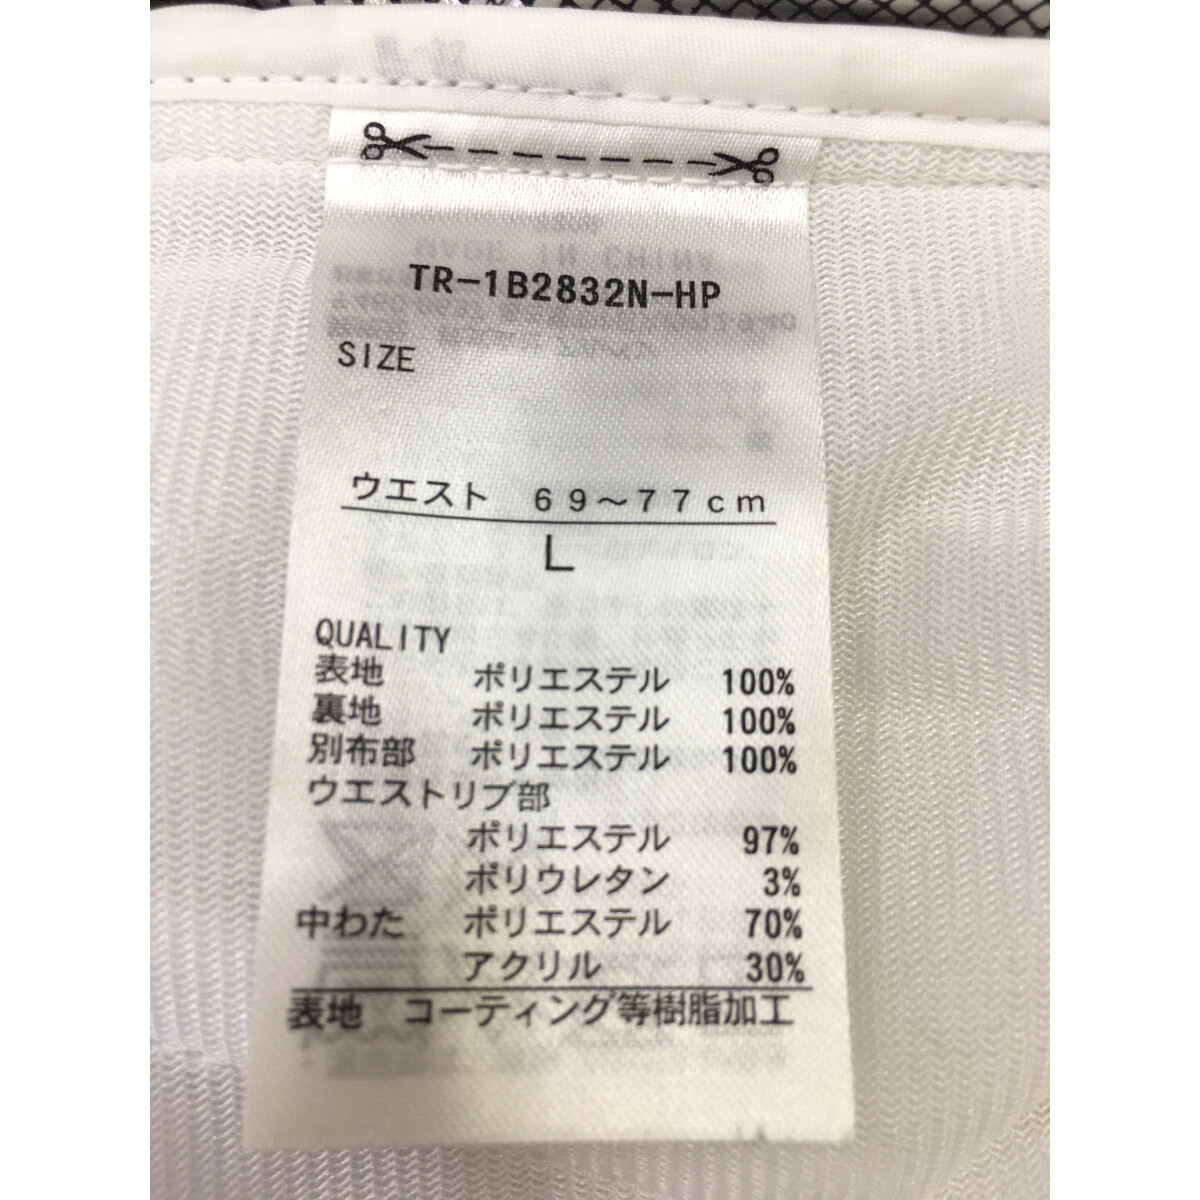 TR-1B2832N-HP
SIZE
ウエスト 69～77cm
L
QUALITY
表地 ポリエステル 100%
裏地 ポリエステル 100%
別布部 ポリエステル 100%
ウエストリブ部
ポリエステル 97%
ポリウレタン 3%
中わた ポリエステル 70%
アクリル 30%
表地 コーティング等樹脂加工